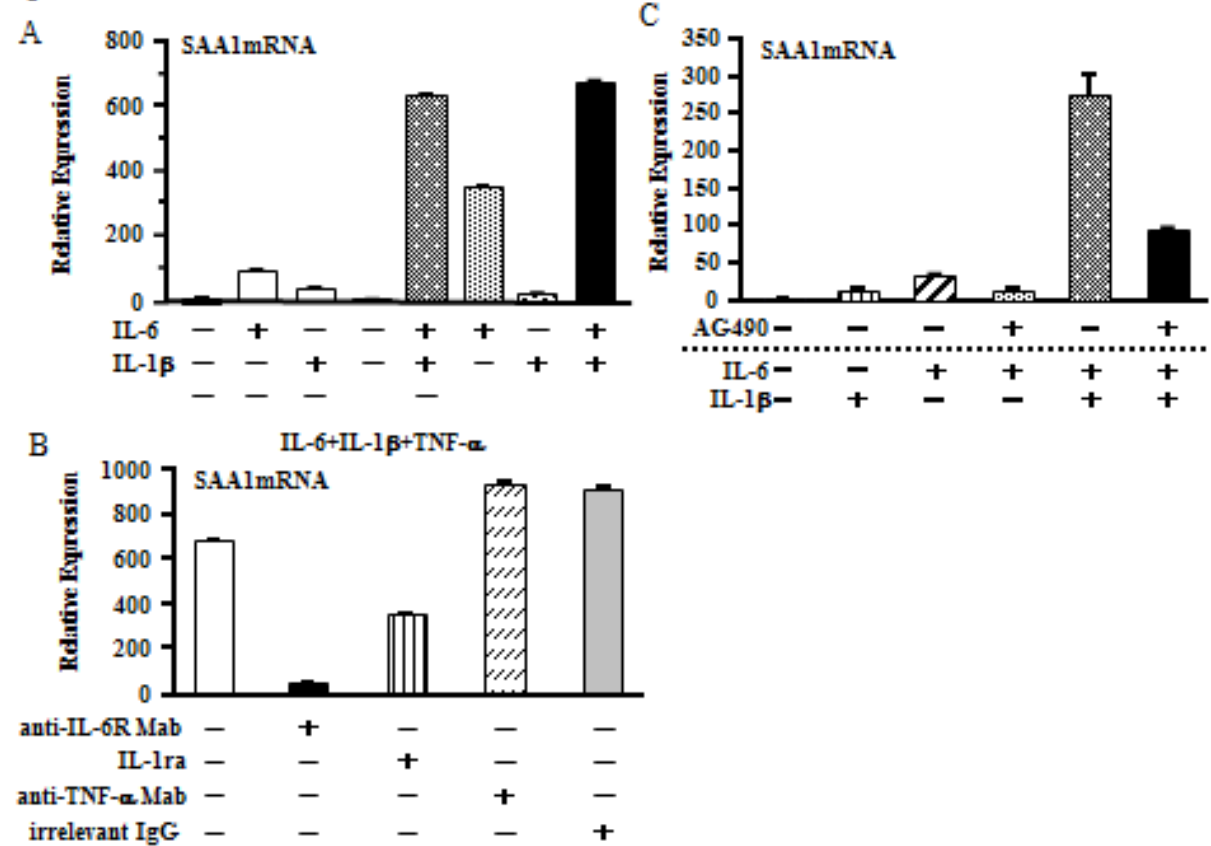 A
SAA1mRNA
Relative Expression
800
600
400
200
0
IL-6 — + — — + + — +
IL-1β — — + — + — + +
— — — —
B
IL-6+IL-1β+TNF-α
SAA1mRNA
Relative Expression
1000
800
600
400
200
0
anti-IL-6R Mab — + — — —
IL-1ra — — + — —
anti-TNF-α Mab — — — + —
irrelevant IgG — — — — +
C
SAA1mRNA
Relative Expression
350
300
250
200
150
100
50
0
AG490 — — — + — +
IL-6 — — + + + +
IL-1β — + — — + +